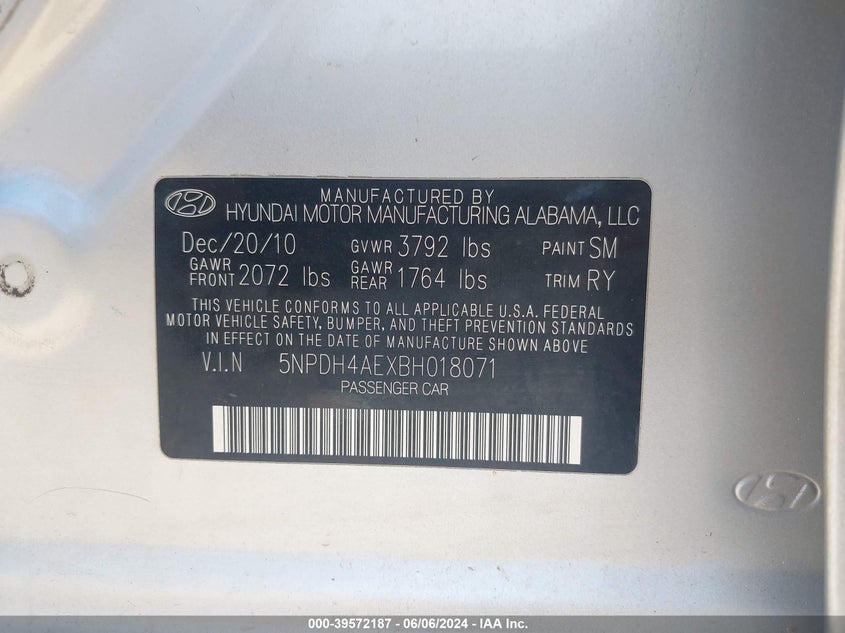 MANUFACTURED BY
HYUNDAI MOTOR MANUFACTURING ALABAMA, LLC
Dec/20/10 GVWR 3792 lbs PAINT SM
GAWR FRONT 2072 lbs GAWR REAR 1764 lbs TRIM RY
THIS VEHICLE CONFORMS TO ALL APPLICABLE U.S.A. FEDERAL
MOTOR VEHICLE SAFETY, BUMPER, AND THEFT PREVENTION STANDARDS
IN EFFECT ON THE DATE OF MANUFACTURE SHOWN ABOVE
V.I.N 5NPDH4AEXBH018071
PASSENGER CAR
000-39572187 - 06/06/2024 - IAA Inc.